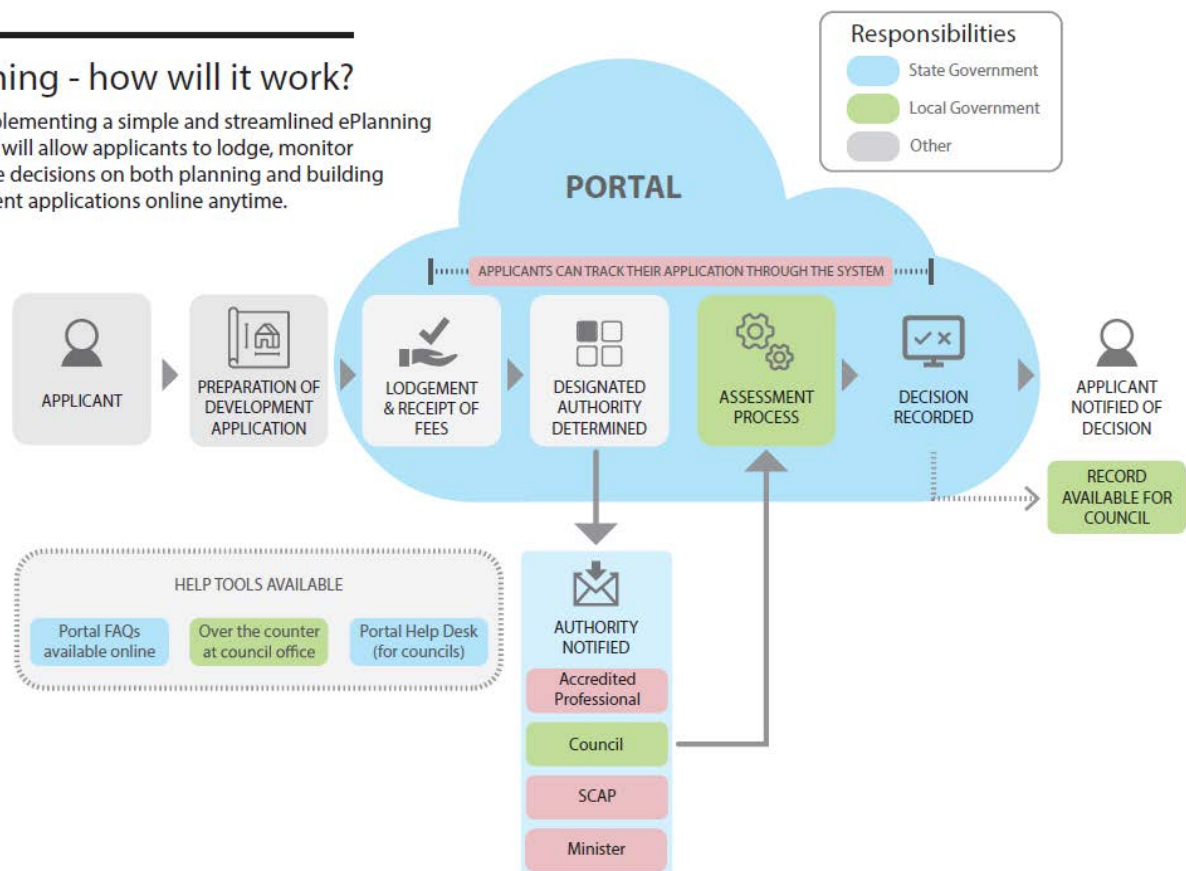 ning - how will it work?
plementing a simple and streamlined ePlanning
will allow applicants to lodge, monitor
e decisions on both planning and building
ent applications online anytime.
Responsibilities
State Government
Local Government
Other
PORTAL
APPLICANTS CAN TRACK THEIR APPLICATION THROUGH THE SYSTEM
APPLICANT
PREPARATION OF
DEVELOPMENT
APPLICATION
LODGEMENT
& RECEIPT OF
FEES
DESIGNATED
AUTHORITY
DETERMINED
ASSESSMENT
PROCESS
DECISION
RECORDED
APPLICANT
NOTIFIED OF
DECISION
RECORD
AVAILABLE FOR
COUNCIL
HELP TOOLS AVAILABLE
Portal FAQs
available online
Over the counter
at council office
Portal Help Desk
(for councils)
AUTHORITY
NOTIFIED
Accredited
Professional
Council
SCAP
Minister